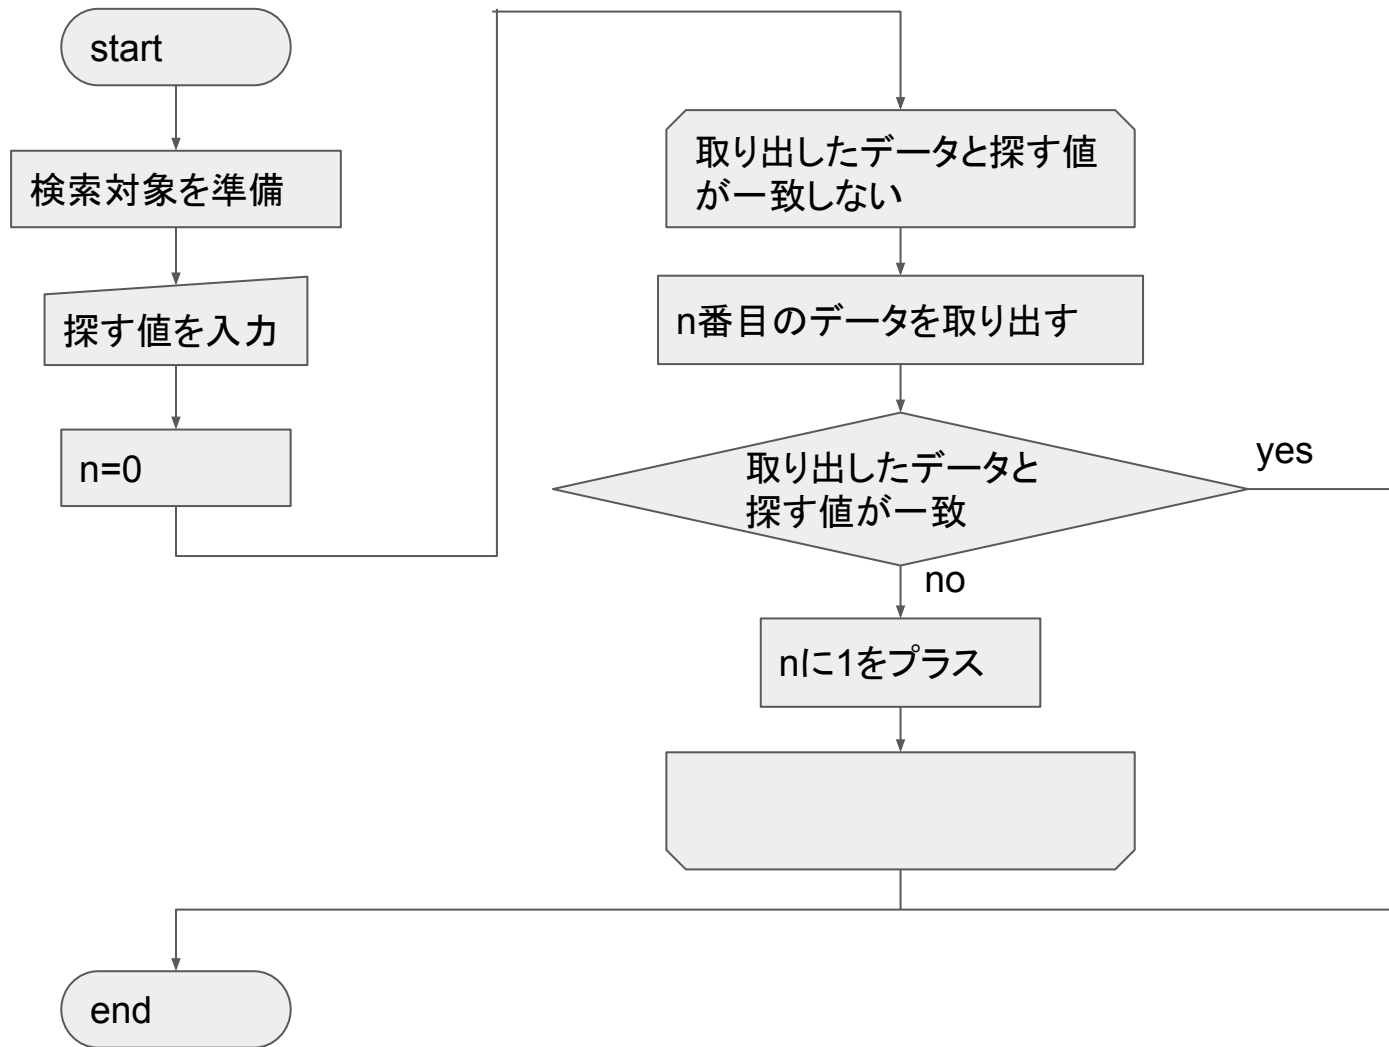 start
検索対象を準備
探す値を入力
n=0
取り出したデータと探す値
が一致しない
n番目のデータを取り出す
取り出したデータと
探す値が一致
yes
no
nに1をプラス
end